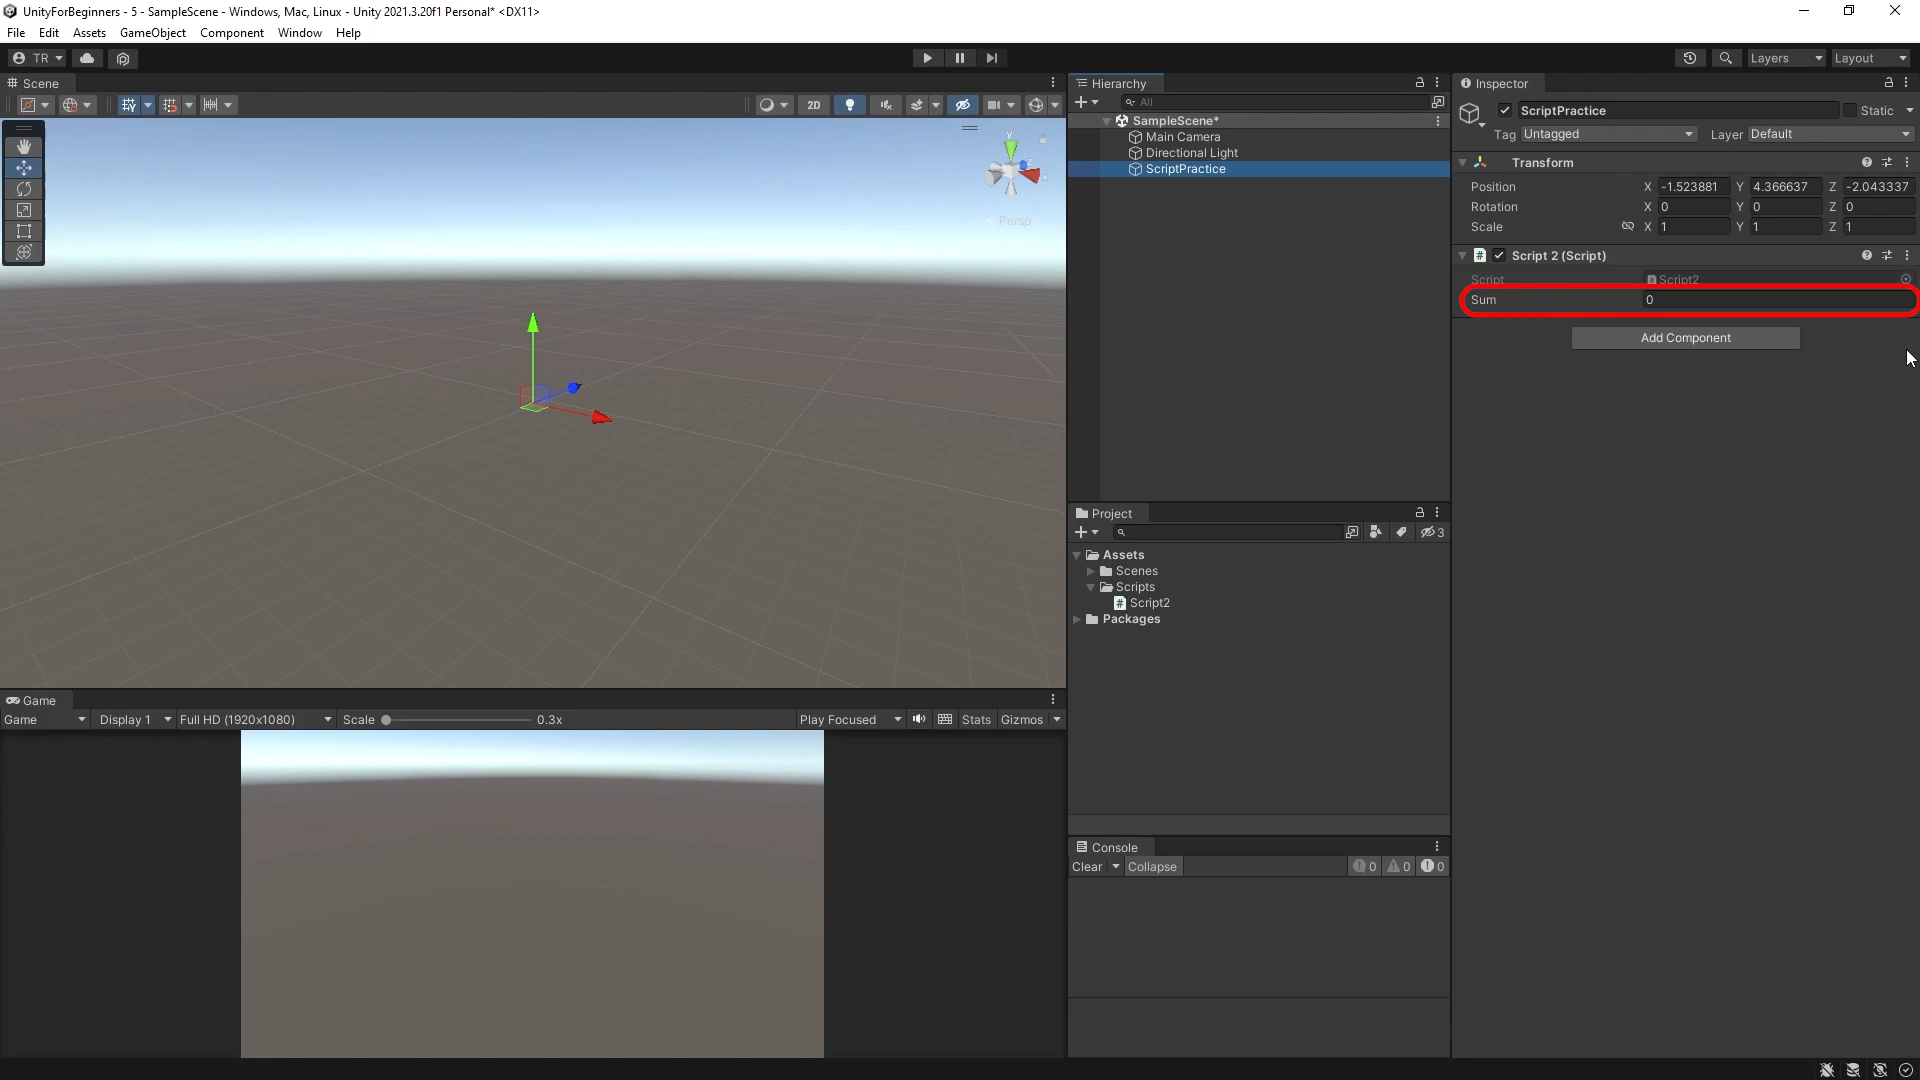 UnityForBeginners - 5 - SampleScene - Windows, Mac, Linux - Unity 2021.3.20f1 Personal* <DX11>
File Edit Assets GameObject Component Window Help
TR
Layers Layout
Scene
2D
y
z
Persp
Hierarchy
All
SampleScene*
Main Camera
Directional Light
ScriptPractice
Inspector
ScriptPractice Static
Tag Untagged Layer Default
Transform
Position X -1.523881 Y 4.366637 Z -2.043337
Rotation X 0 Y 0 Z 0
Scale X 1 Y 1 Z 1
# Script 2 (Script)
Script Script2
Sum 0
Add Component
Project
3
Assets
Scenes
Scripts
# Script2
Packages
Game
Game Display 1 Full HD (1920x1080) Scale 0.3x Play Focused Stats Gizmos
Console
Clear Collapse 0 0 0